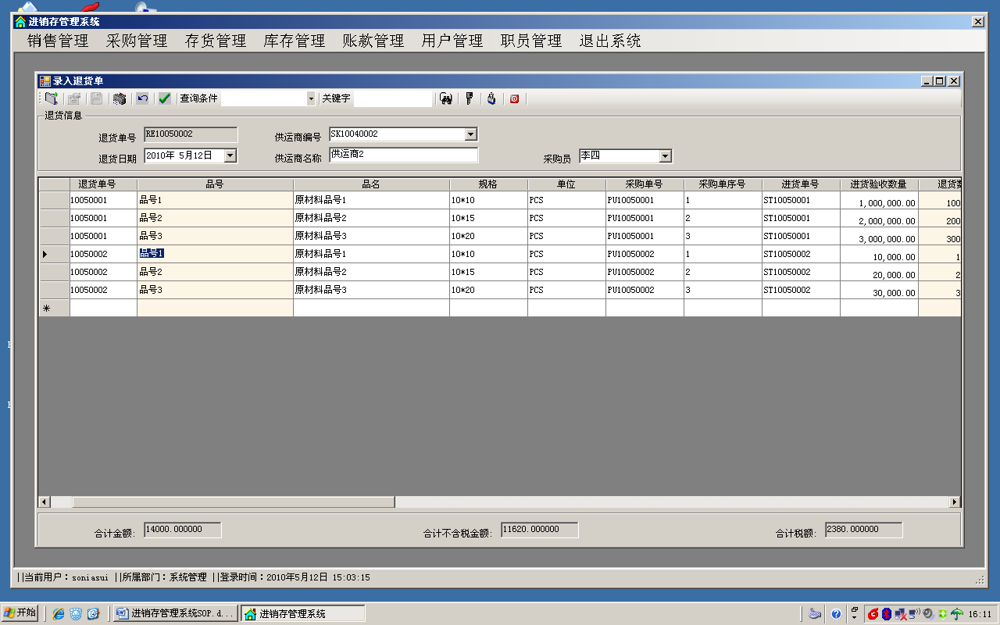 进销存管理系统
销售管理 采购管理 存货管理 库存管理 账款管理 用户管理 职员管理 退出系统
录入退货单
查询条件 关键字
退货信息
退货单号 RE10050002 供运商编号 SK10040002
退货日期 2010年 5月12日 供运商名称 供运商2 采购员 李四
退货单号 品号 品名 规格 单位 采购单号 采购单序号 进货单号 进货验收数量 退货数
10050001 品号1 原材料品号1 10*10 PCS PU10050001 1 ST10050001 1,000,000.00 100
10050001 品号2 原材料品号2 10*15 PCS PU10050001 2 ST10050001 2,000,000.00 200
10050001 品号3 原材料品号3 10*20 PCS PU10050001 3 ST10050001 3,000,000.00 300
10050002 品号1 原材料品号1 10*10 PCS PU10050002 1 ST10050002 10,000.00 1
10050002 品号2 原材料品号2 10*15 PCS PU10050002 2 ST10050002 20,000.00 2
10050002 品号3 原材料品号3 10*20 PCS PU10050002 3 ST10050002 30,000.00 3
合计金额: 14000.000000 合计不含税金额: 11620.000000 合计税额: 2380.000000
||当前用户：soniasui ||所属部门：系统管理 ||登录时间：2010年5月12日 15:03:15
开始 进销存管理系统SOP.d... 进销存管理系统 16:11